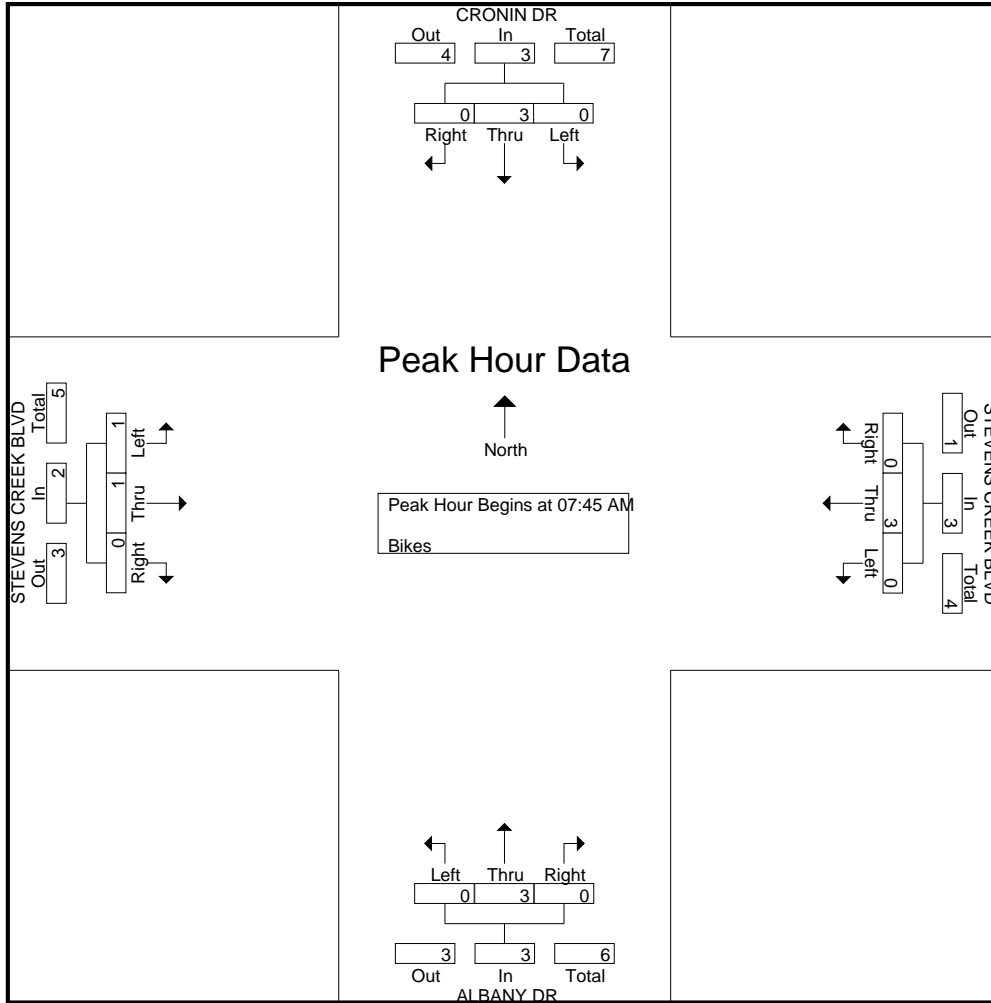 CRONIN DR
Out In Total
4 3 7
0 3 0
Right Thru Left
Peak Hour Data
North
Peak Hour Begins at 07:45 AM
Bikes
STEVENS CREEK BLVD
Total In Out
5 2 3
1 1 0
Left Thru Right
STEVENS CREEK BLVD
Out In Total
1 3 4
0 3 0
Right Thru Left
Left Thru Right
0 3 0
3 3 6
Out In Total
ALBANY DR